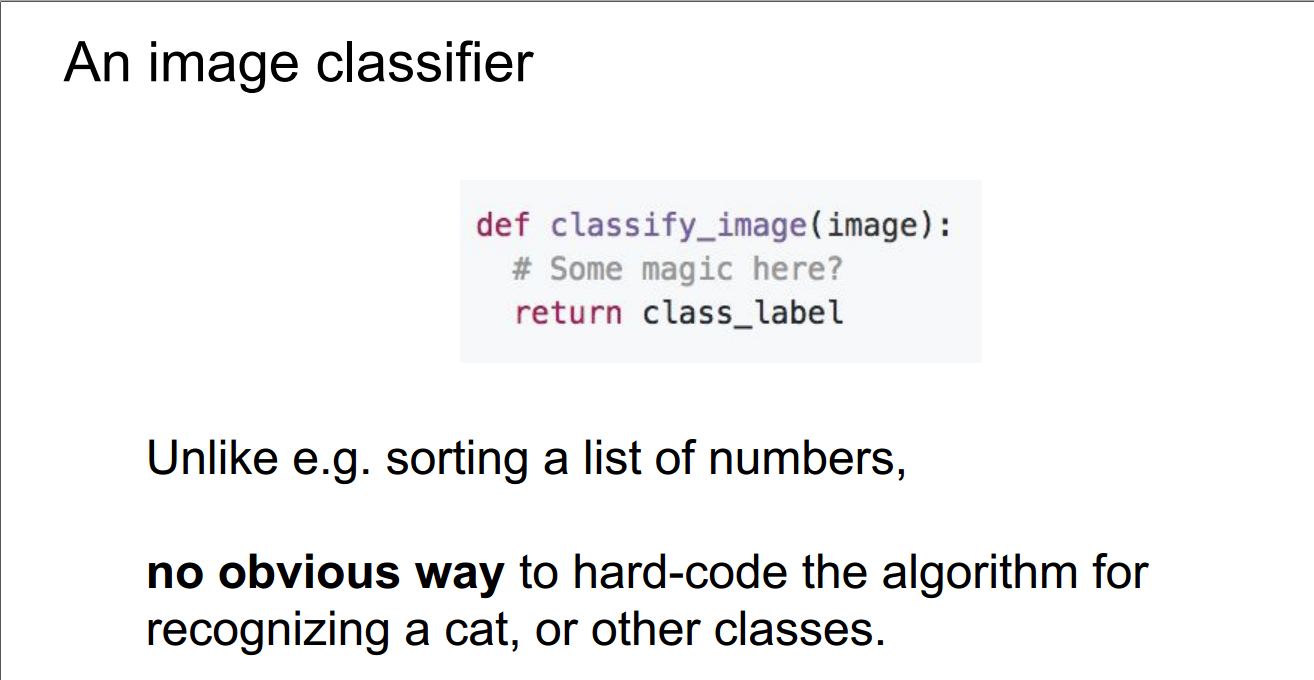 An image classifier
def classify_image(image):
# Some magic here?
return class_label
Unlike e.g. sorting a list of numbers,
no obvious way to hard-code the algorithm for
recognizing a cat, or other classes.